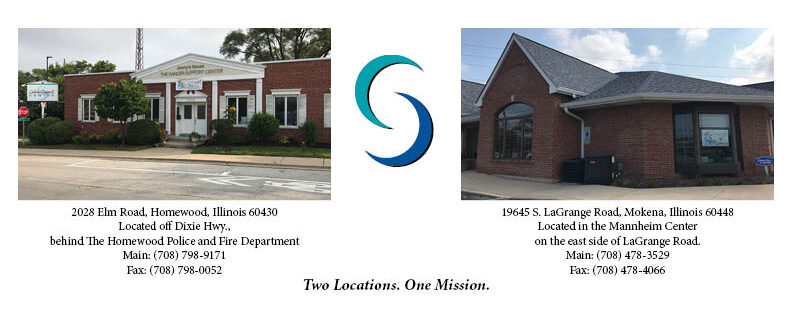 Jenny's House
THE CANCER SUPPORT CENTER
STOP
2028 Elm Road, Homewood, Illinois 60430
Located off Dixie Hwy.,
behind The Homewood Police and Fire Department
Main: (708) 798-9171
Fax: (708) 798-0052
19645 S. LaGrange Road, Mokena, Illinois 60448
Located in the Mannheim Center
on the east side of LaGrange Road.
Main: (708) 478-3529
Fax: (708) 478-4066
Two Locations. One Mission.